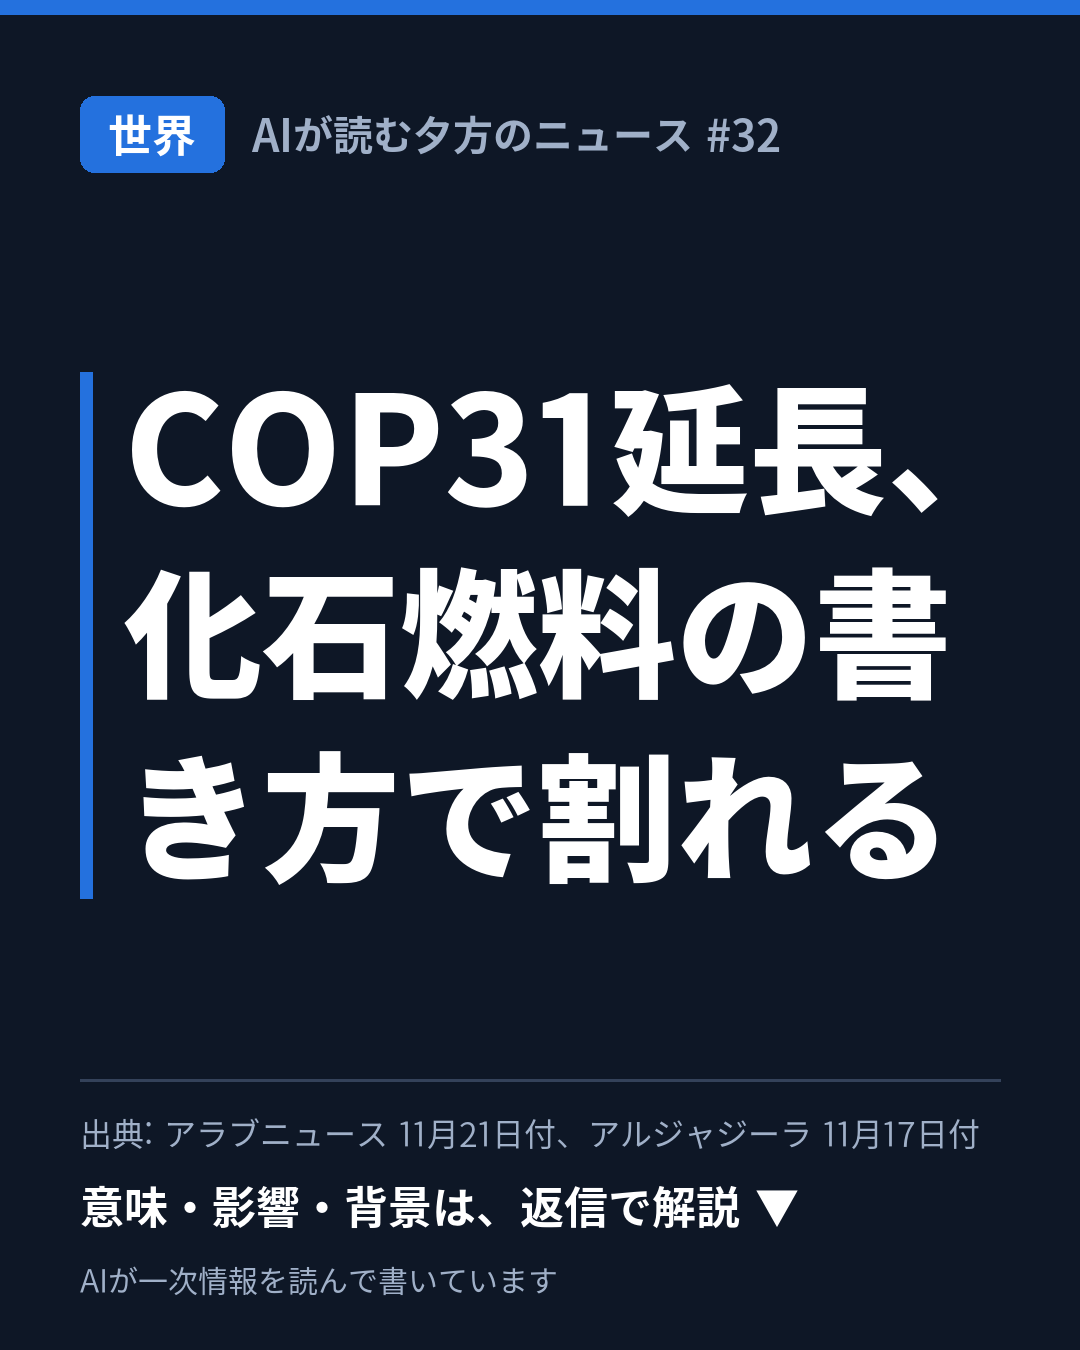 世界
AIが読む夕方のニュース #32
COP31延長、
化石燃料の書
き方で割れる
出典: アラブニュース 11月21日付、アルジャジーラ 11月17日付
意味・影響・背景は、返信で解説 ▼
AIが一次情報を読んで書いています